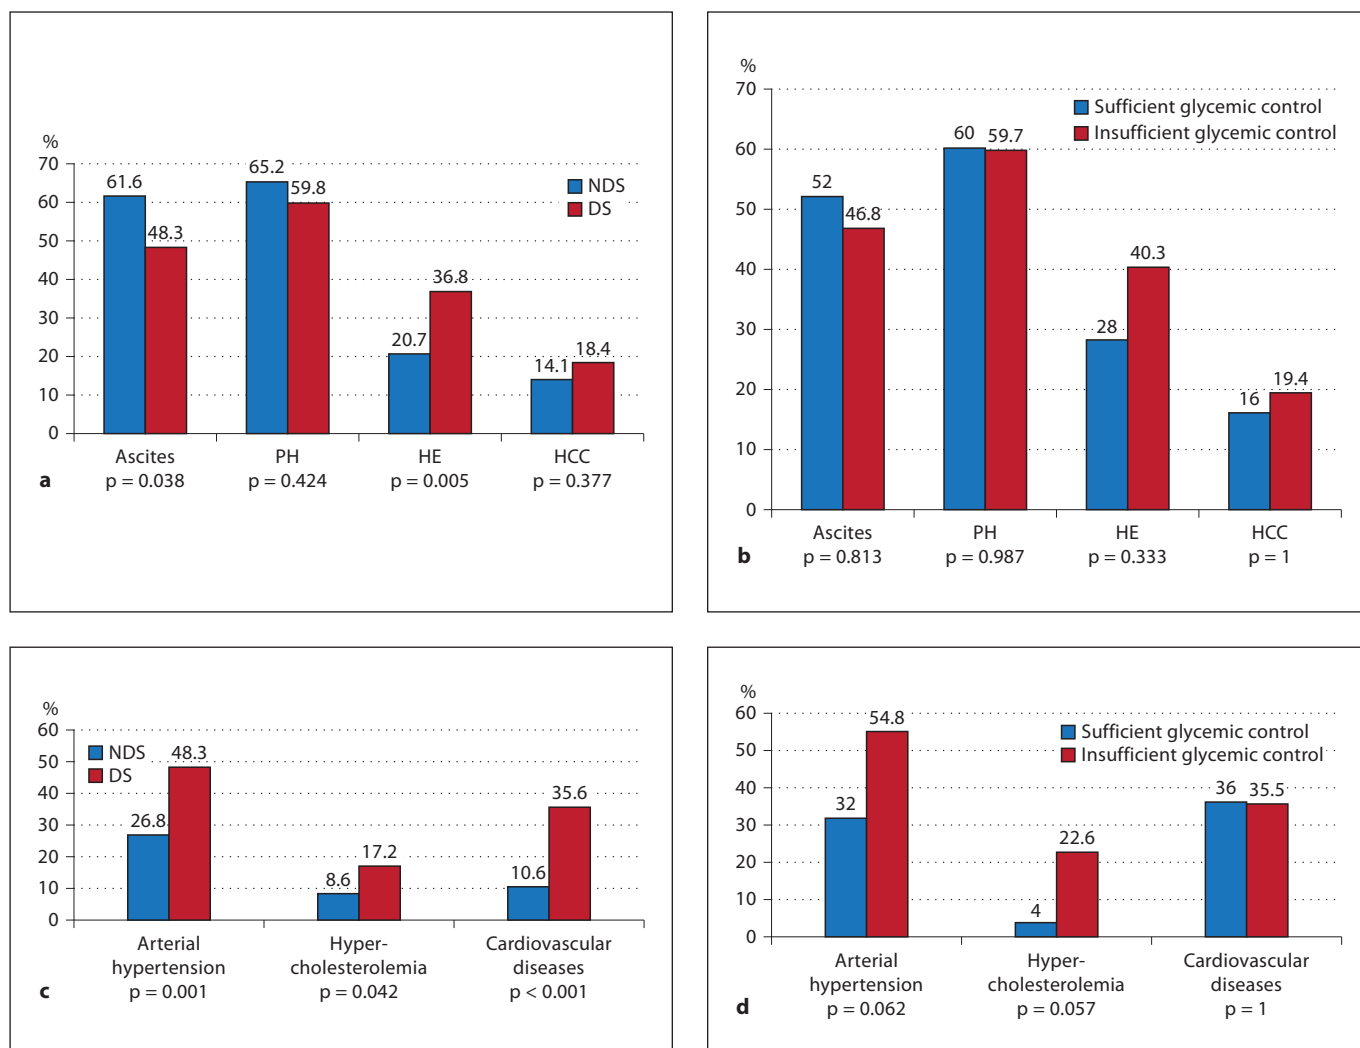 %
70
60
50
40
30
20
10
0
61.6
48.3
65.2
59.8
20.7
36.8
14.1
18.4
NDS
DS
Ascites
p = 0.038
PH
p = 0.424
HE
p = 0.005
HCC
p = 0.377
a
%
70
60
50
40
30
20
10
0
Sufficient glycemic control
Insufficient glycemic control
52
46.8
60
59.7
28
40.3
16
19.4
Ascites
p = 0.813
PH
p = 0.987
HE
p = 0.333
HCC
p = 1
b
%
60
50
40
30
20
10
0
NDS
DS
26.8
48.3
8.6
17.2
10.6
35.6
Arterial
hypertension
p = 0.001
Hyper-
cholesterolemia
p = 0.042
Cardiovascular
diseases
p < 0.001
c
%
60
50
40
30
20
10
0
Sufficient glycemic control
Insufficient glycemic control
32
54.8
4
22.6
36
35.5
Arterial
hypertension
p = 0.062
Hyper-
cholesterolemia
p = 0.057
Cardiovascular
diseases
p = 1
d